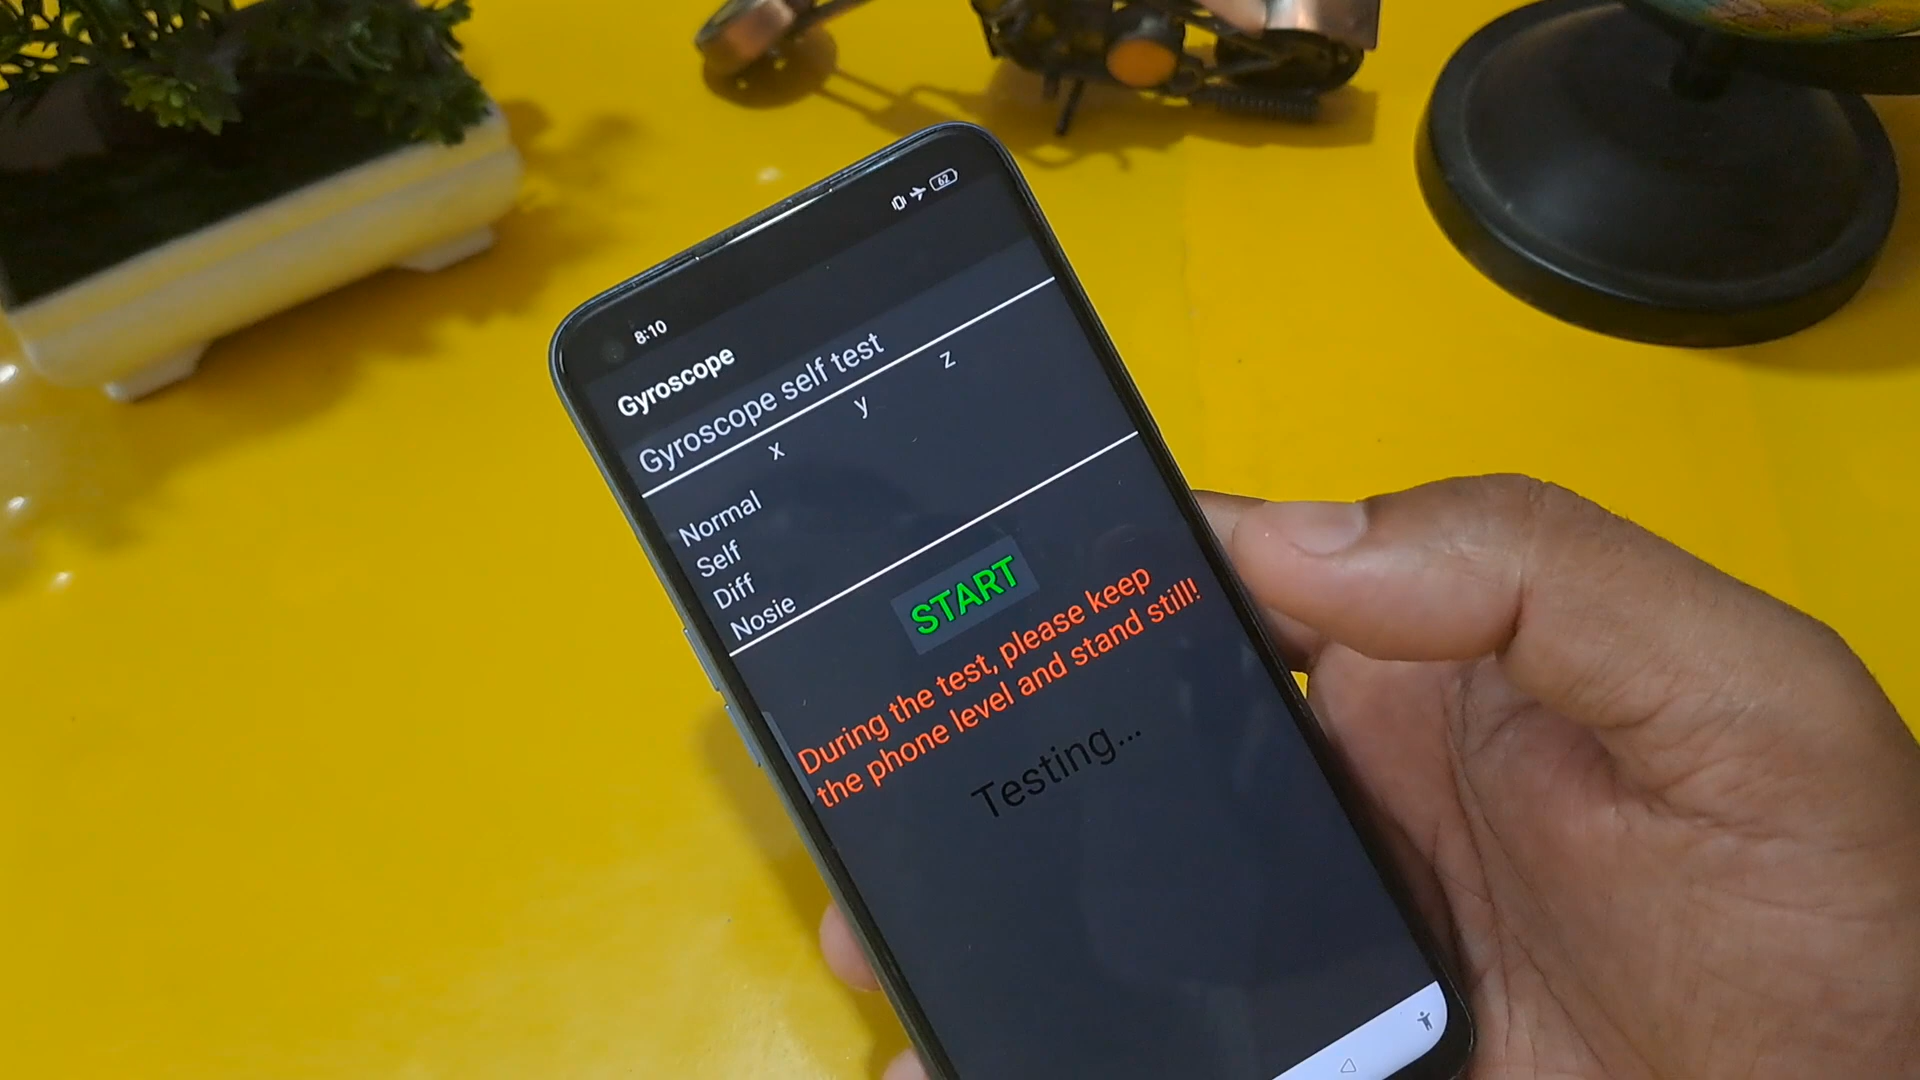 8:10
62
Gyroscope
Gyroscope self test
x y z
Normal
Self
Diff
Nosie
START
During the test, please keep
the phone level and stand still!
Testing...